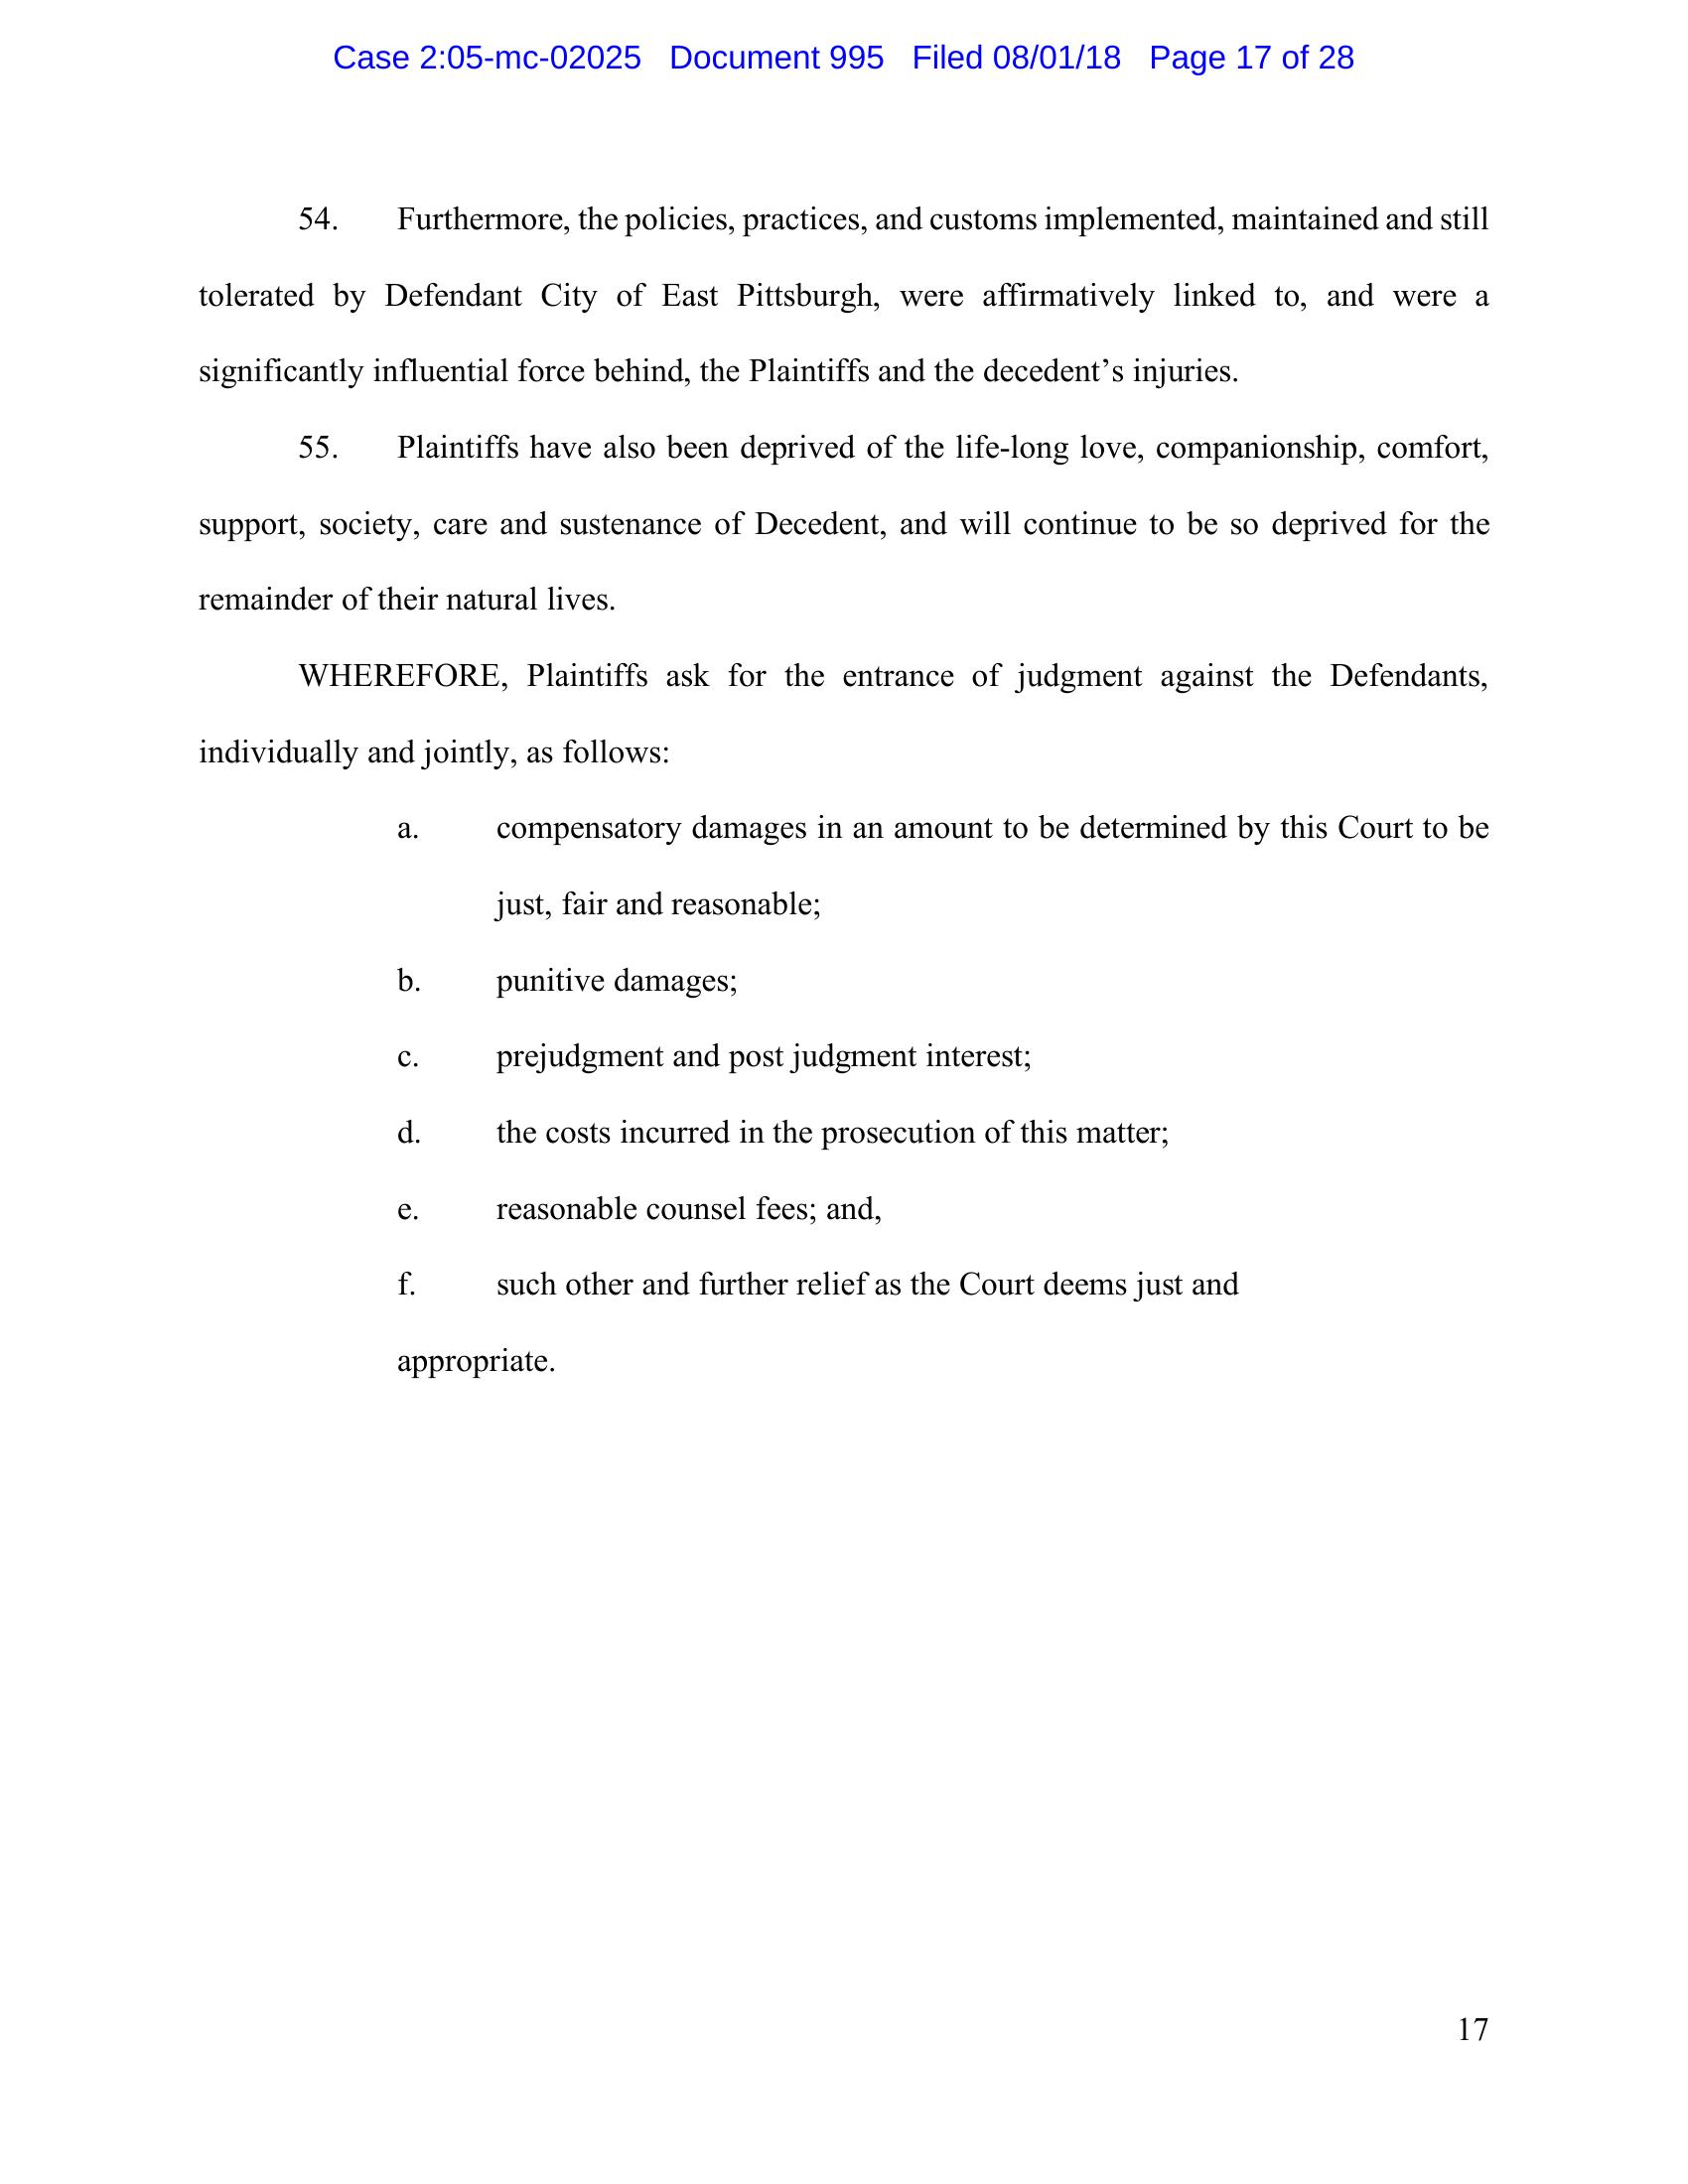 Case 2:05-mc-02025 Document 995 Filed 08/01/18 Page 17 of 28
54. Furthermore, the policies, practices, and customs implemented, maintained and still
tolerated by Defendant City of East Pittsburgh, were affirmatively linked to, and were a
significantly influential force behind, the Plaintiffs and the decedent’s injuries.
55. Plaintiffs have also been deprived of the life-long love, companionship, comfort,
support, society, care and sustenance of Decedent, and will continue to be so deprived for the
remainder of their natural lives.
WHEREFORE, Plaintiffs ask for the entrance of judgment against the Defendants,
individually and jointly, as follows:
a. compensatory damages in an amount to be determined by this Court to be
just, fair and reasonable;
b. punitive damages;
c. prejudgment and post judgment interest;
d. the costs incurred in the prosecution of this matter;
e. reasonable counsel fees; and,
f. such other and further relief as the Court deems just and
appropriate.
17